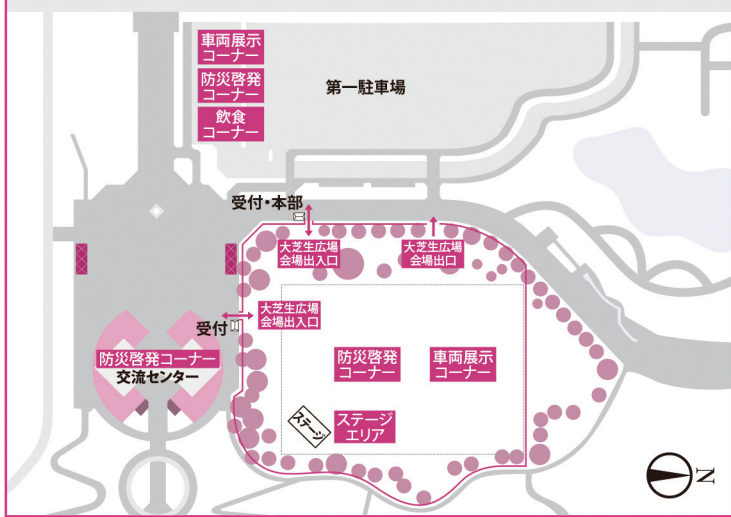 車両展示
コーナー
防災啓発
コーナー
飲食
コーナー
第一駐車場
受付・本部
大芝生広場
会場出入口
大芝生広場
会場出口
大芝生広場
会場出入口
受付
防災啓発コーナー
交流センター
防災啓発
コーナー
車両展示
コーナー
ステージ
ステージ
エリア
N